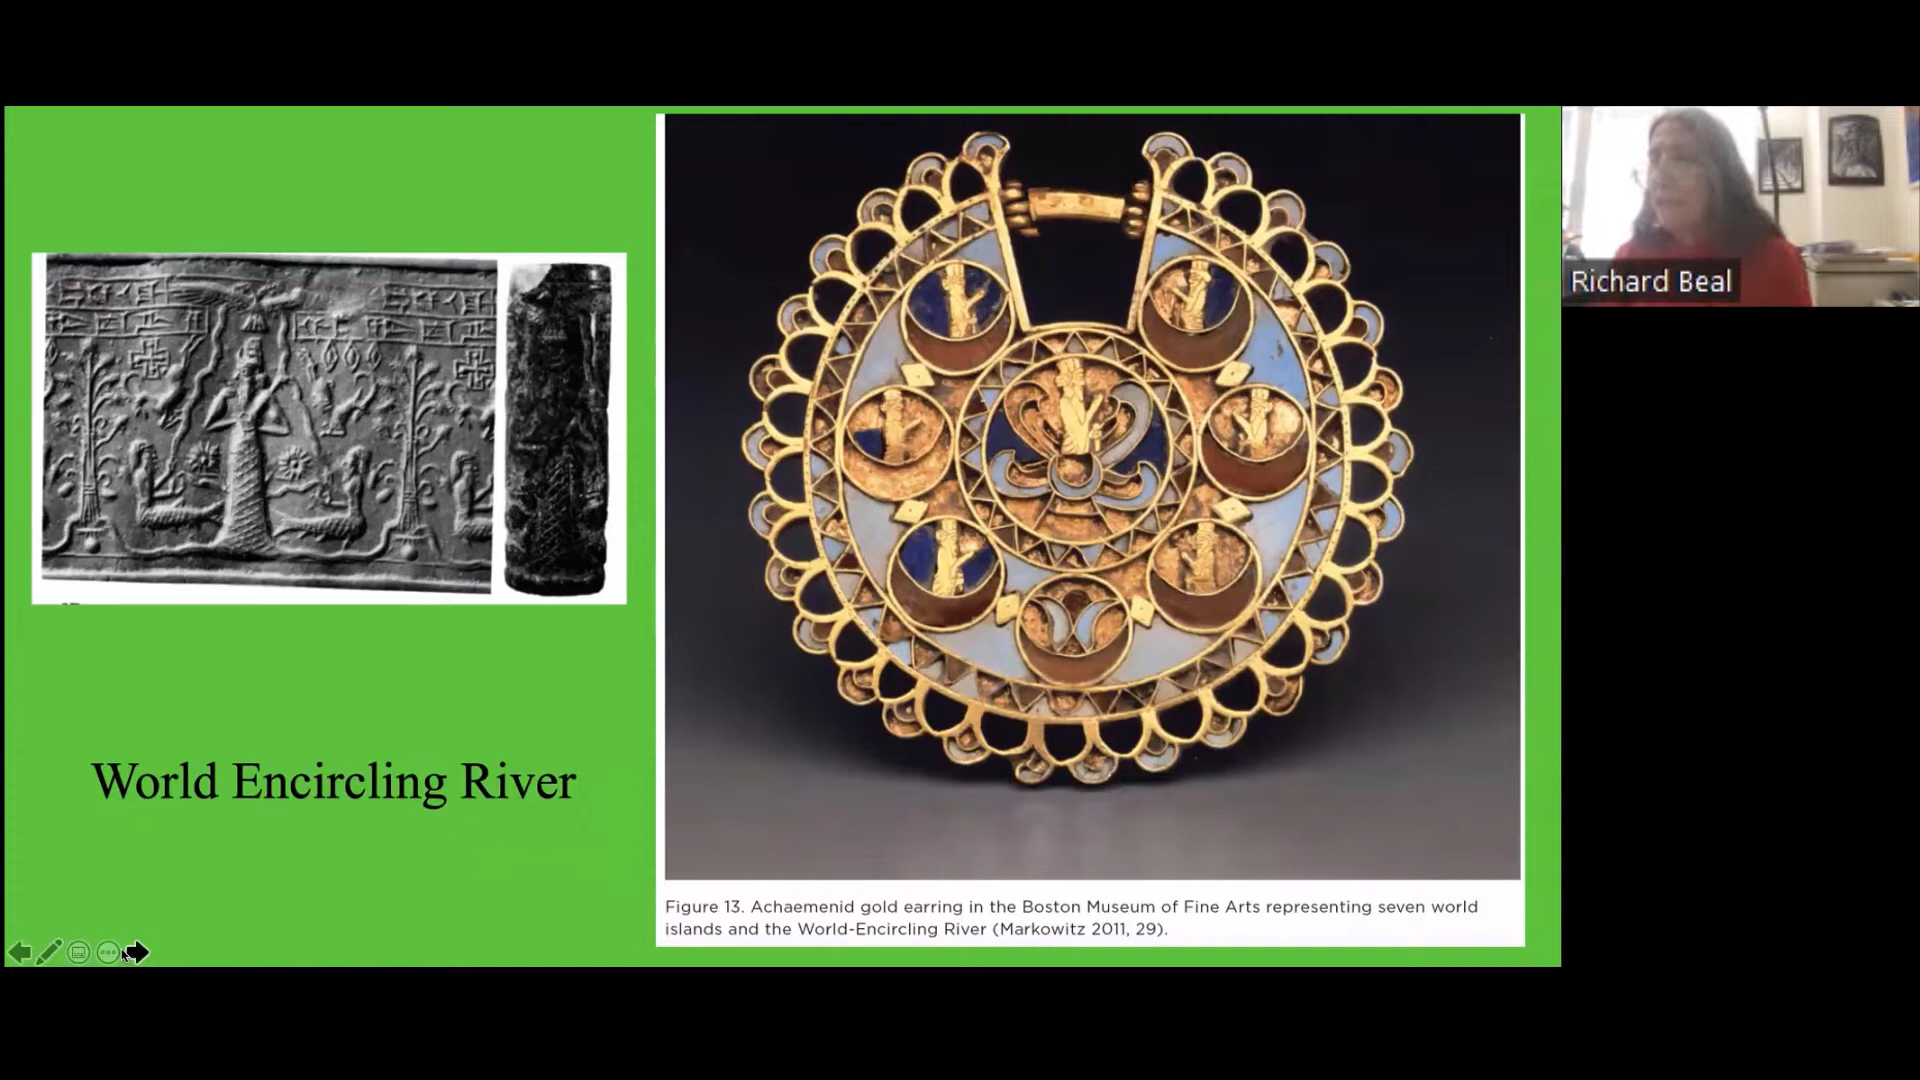 World Encircling River
Figure 13. Achaemenid gold earring in the Boston Museum of Fine Arts representing seven world
islands and the World-Encircling River (Markowitz 2011, 29).
Richard Beal